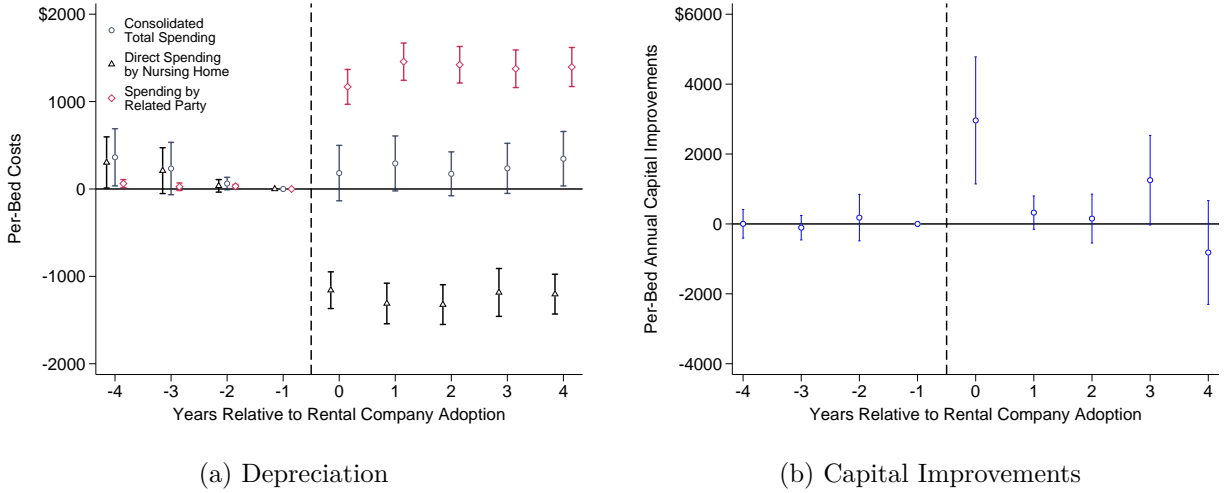 $2000
1000
0
-1000
-2000
Per-Bed Costs
Consolidated
Total Spending
Direct Spending
by Nursing Home
Spending by
Related Party
-4 -3 -2 -1 0 1 2 3 4
Years Relative to Rental Company Adoption
(a) Depreciation
$6000
4000
2000
0
-2000
-4000
Per-Bed Annual Capital Improvements
-4 -3 -2 -1 0 1 2 3 4
Years Relative to Rental Company Adoption
(b) Capital Improvements